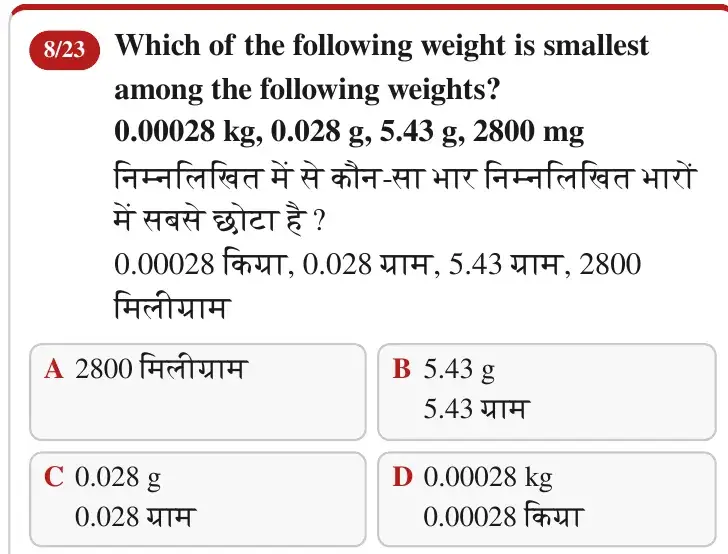 8/23 Which of the following weight is smallest
among the following weights?
0.00028 kg, 0.028 g, 5.43 g, 2800 mg
निम्नलिखित में से कौन-सा भार निम्नलिखित भारों
में सबसे छोटा है ?
0.00028 किग्रा, 0.028 ग्राम, 5.43 ग्राम, 2800
मिलीग्राम
A 2800 मिलीग्राम
B 5.43 g
5.43 ग्राम
C 0.028 g
0.028 ग्राम
D 0.00028 kg
0.00028 किग्रा